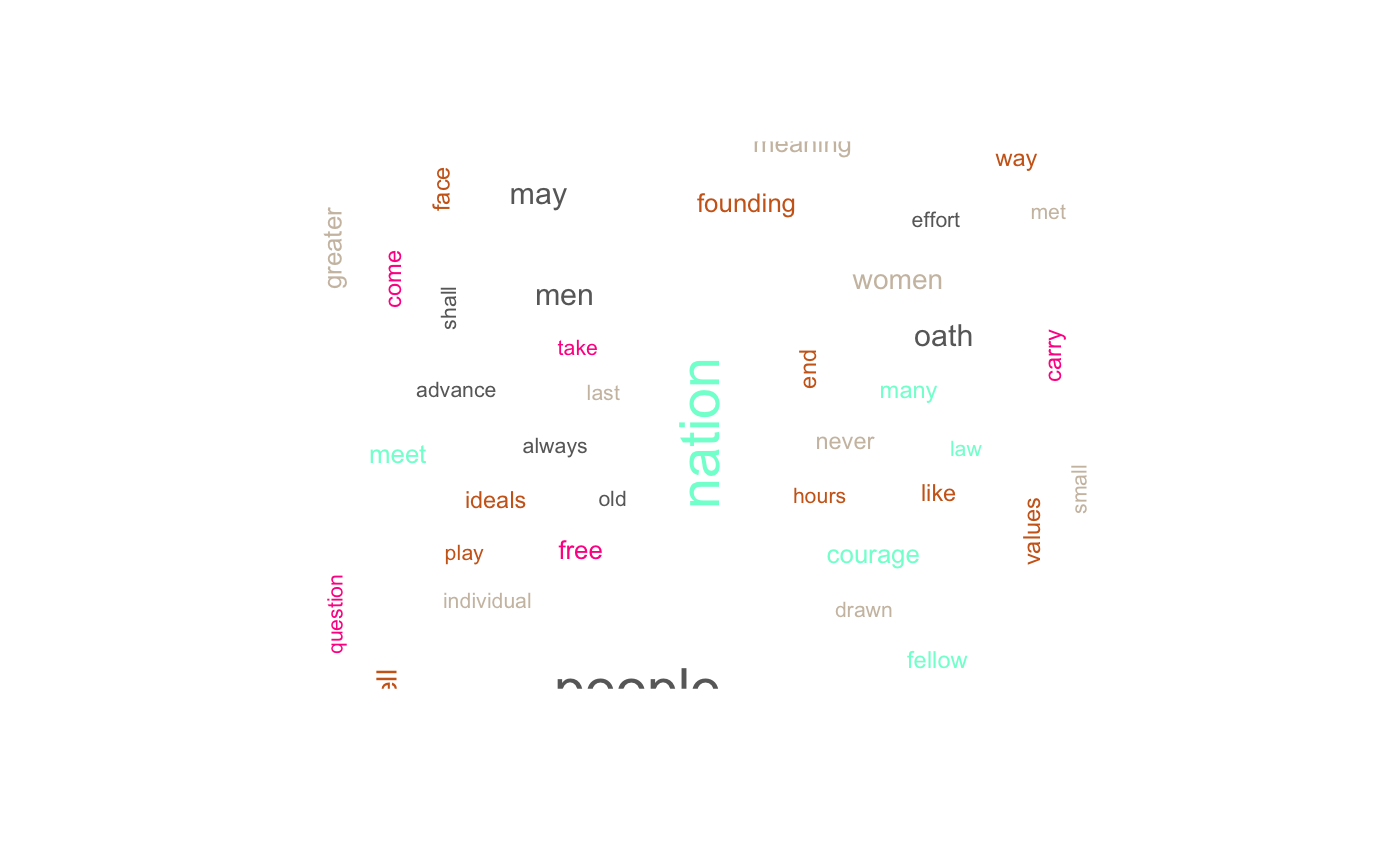 meaning
way
face
may
founding
greater
effort
met
come
women
shall
men
oath
take
end
carry
advance
last
many
nation
meet
always
never
law
ideals
old
hours
like
small
values
play
free
courage
question
individual
drawn
fellow
people